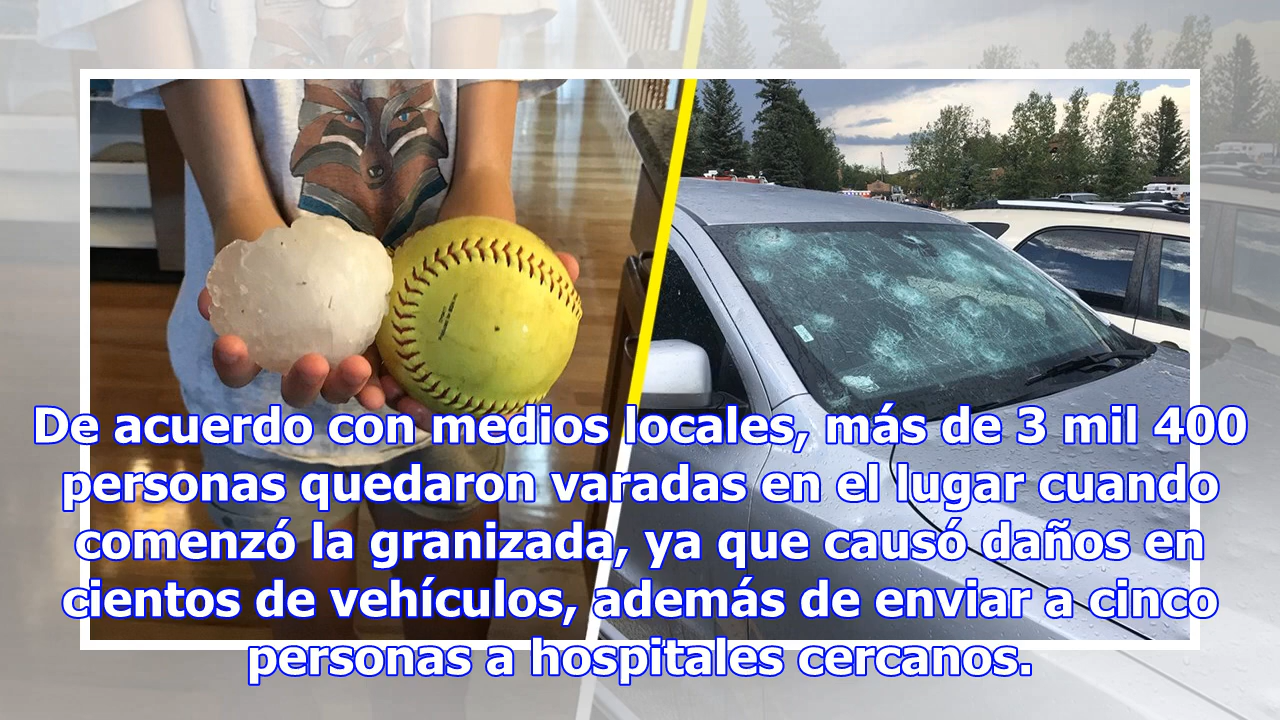 De acuerdo con medios locales, más de 3 mil 400
personas quedaron varadas en el lugar cuando
comenzó la granizada, ya que causó daños en
cientos de vehículos, además de enviar a cinco
personas a hospitales cercanos.